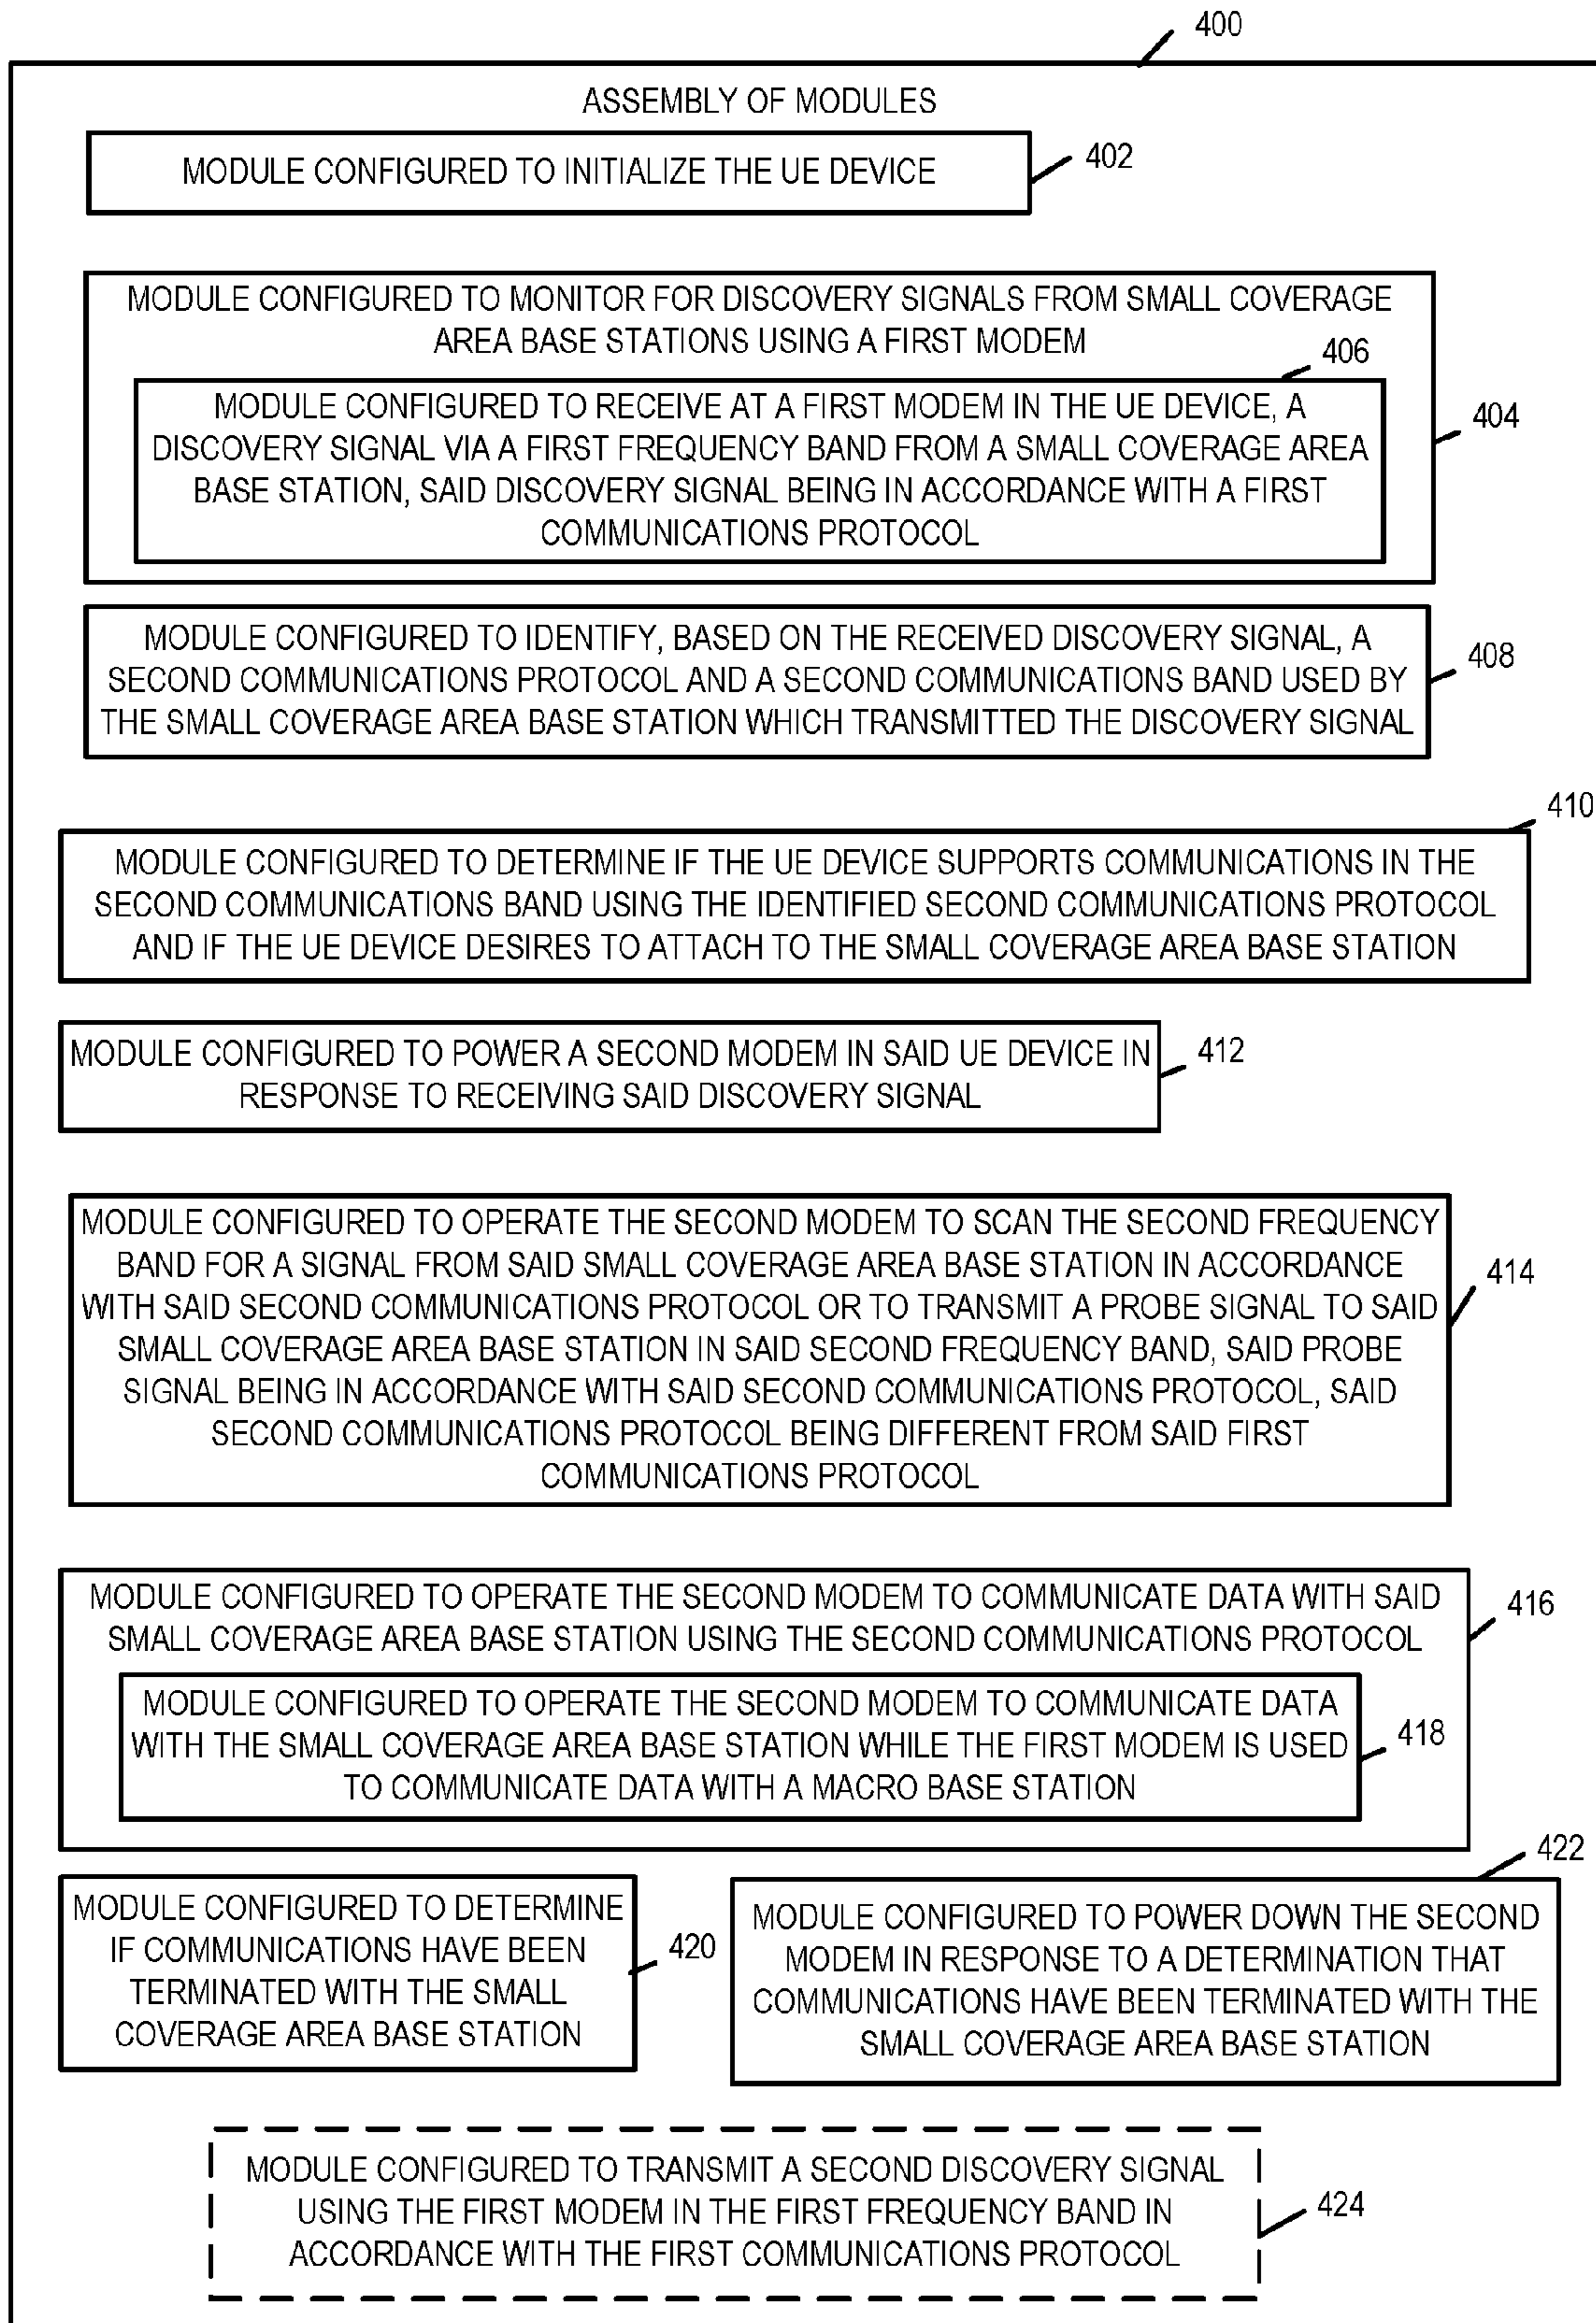 400
ASSEMBLY OF MODULES
MODULE CONFIGURED TO INITIALIZE THE UE DEVICE
402
MODULE CONFIGURED TO MONITOR FOR DISCOVERY SIGNALS FROM SMALL COVERAGE
AREA BASE STATIONS USING A FIRST MODEM
406
MODULE CONFIGURED TO RECEIVE AT A FIRST MODEM IN THE UE DEVICE, A
DISCOVERY SIGNAL VIA A FIRST FREQUENCY BAND FROM A SMALL COVERAGE AREA
BASE STATION, SAID DISCOVERY SIGNAL BEING IN ACCORDANCE WITH A FIRST
COMMUNICATIONS PROTOCOL
404
MODULE CONFIGURED TO IDENTIFY, BASED ON THE RECEIVED DISCOVERY SIGNAL, A
SECOND COMMUNICATIONS PROTOCOL AND A SECOND COMMUNICATIONS BAND USED BY
THE SMALL COVERAGE AREA BASE STATION WHICH TRANSMITTED THE DISCOVERY SIGNAL
408
410
MODULE CONFIGURED TO DETERMINE IF THE UE DEVICE SUPPORTS COMMUNICATIONS IN THE
SECOND COMMUNICATIONS BAND USING THE IDENTIFIED SECOND COMMUNICATIONS PROTOCOL
AND IF THE UE DEVICE DESIRES TO ATTACH TO THE SMALL COVERAGE AREA BASE STATION
MODULE CONFIGURED TO POWER A SECOND MODEM IN SAID UE DEVICE IN
RESPONSE TO RECEIVING SAID DISCOVERY SIGNAL
412
MODULE CONFIGURED TO OPERATE THE SECOND MODEM TO SCAN THE SECOND FREQUENCY
BAND FOR A SIGNAL FROM SAID SMALL COVERAGE AREA BASE STATION IN ACCORDANCE
WITH SAID SECOND COMMUNICATIONS PROTOCOL OR TO TRANSMIT A PROBE SIGNAL TO SAID
SMALL COVERAGE AREA BASE STATION IN SAID SECOND FREQUENCY BAND, SAID PROBE
SIGNAL BEING IN ACCORDANCE WITH SAID SECOND COMMUNICATIONS PROTOCOL, SAID
SECOND COMMUNICATIONS PROTOCOL BEING DIFFERENT FROM SAID FIRST
COMMUNICATIONS PROTOCOL
414
MODULE CONFIGURED TO OPERATE THE SECOND MODEM TO COMMUNICATE DATA WITH SAID
SMALL COVERAGE AREA BASE STATION USING THE SECOND COMMUNICATIONS PROTOCOL
416
MODULE CONFIGURED TO OPERATE THE SECOND MODEM TO COMMUNICATE DATA
WITH THE SMALL COVERAGE AREA BASE STATION WHILE THE FIRST MODEM IS USED
TO COMMUNICATE DATA WITH A MACRO BASE STATION
418
MODULE CONFIGURED TO DETERMINE
IF COMMUNICATIONS HAVE BEEN
TERMINATED WITH THE SMALL
COVERAGE AREA BASE STATION
420
422
MODULE CONFIGURED TO POWER DOWN THE SECOND
MODEM IN RESPONSE TO A DETERMINATION THAT
COMMUNICATIONS HAVE BEEN TERMINATED WITH THE
SMALL COVERAGE AREA BASE STATION
MODULE CONFIGURED TO TRANSMIT A SECOND DISCOVERY SIGNAL
USING THE FIRST MODEM IN THE FIRST FREQUENCY BAND IN
ACCORDANCE WITH THE FIRST COMMUNICATIONS PROTOCOL
424